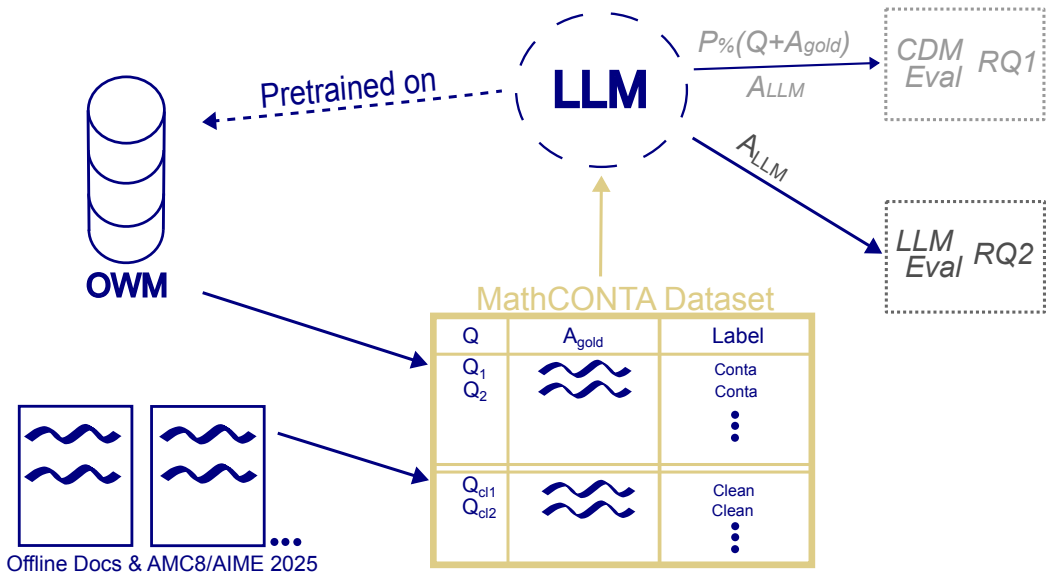 P%(Q+Agold)
ALLM
CDM
Eval
RQ1
Pretrained on
LLM
ALLM
LLM
Eval
RQ2
OWM
MathCONTA Dataset
Q Agold Label
Q1 Conta
Q2 Conta
Qcl1 Clean
Qcl2 Clean
Offline Docs & AMC8/AIME 2025